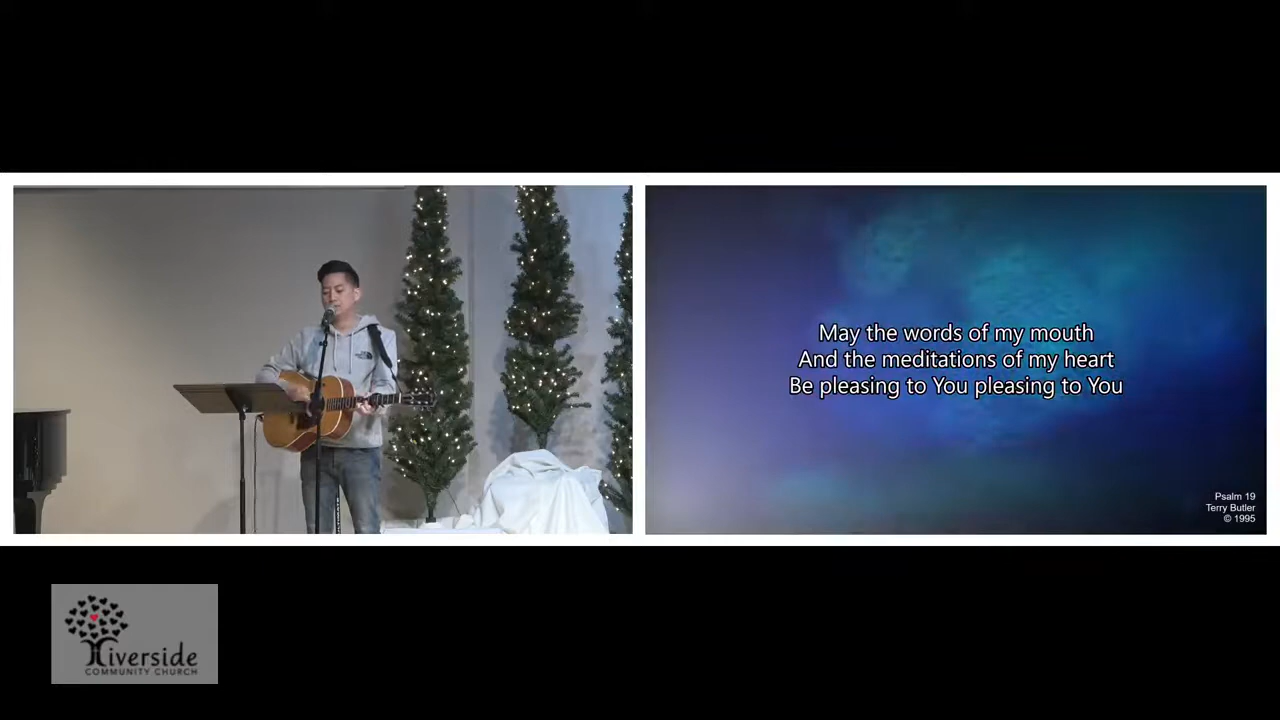 May the words of my mouth
And the meditations of my heart
Be pleasing to You pleasing to You
Psalm 19
Terry Butler
© 1995
Riverside
COMMUNITY CHURCH